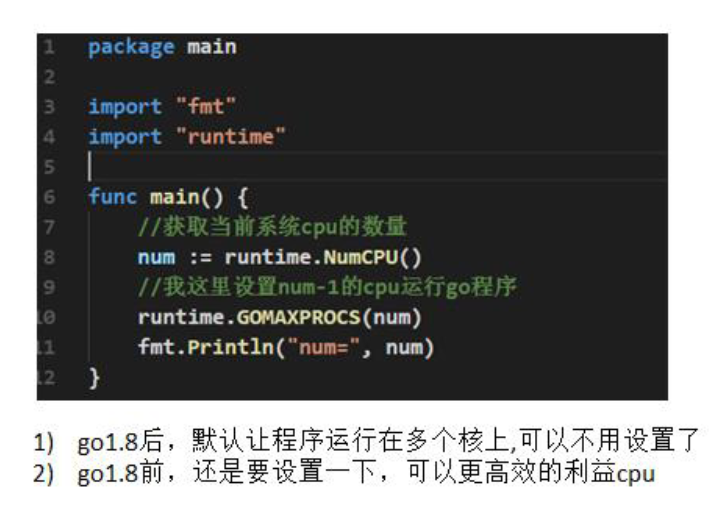 1 package main
2
3 import "fmt"
4 import "runtime"
5
6 func main() {
7 //获取当前系统cpu的数量
8 num := runtime.NumCPU()
9 //我这里设置num-1的cpu运行go程序
10 runtime.GOMAXPROCS(num)
11 fmt.Println("num=", num)
12 }
1) go1.8后，默认让程序运行在多个核上,可以不用设置了
2) go1.8前，还是要设置一下，可以更高效的利益cpu